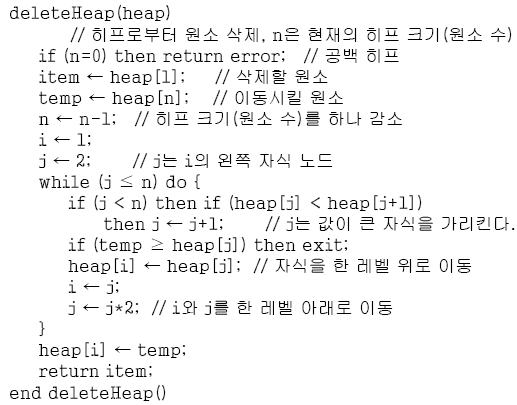 deleteHeap(heap)
// 히프로부터 원소 삭제, n은 현재의 히프 크기(원소 수)
if (n=0) then return error; // 공백 히프
item ← heap[1]; // 삭제할 원소
temp ← heap[n]; // 이동시킬 원소
n ← n-1; // 히프 크기(원소 수)를 하나 감소
i ← 1;
j ← 2; // j는 i의 왼쪽 자식 노드
while (j ≤ n) do {
if (j < n) then if (heap[j] < heap[j+1])
then j ← j+1; // j는 값이 큰 자식을 가리킨다.
if (temp ≥ heap[j]) then exit;
heap[i] ← heap[j]; // 자식을 한 레벨 위로 이동
i ← j;
j ← j*2; // i와 j를 한 레벨 아래로 이동
}
heap[i] ← temp;
return item;
end deleteHeap()